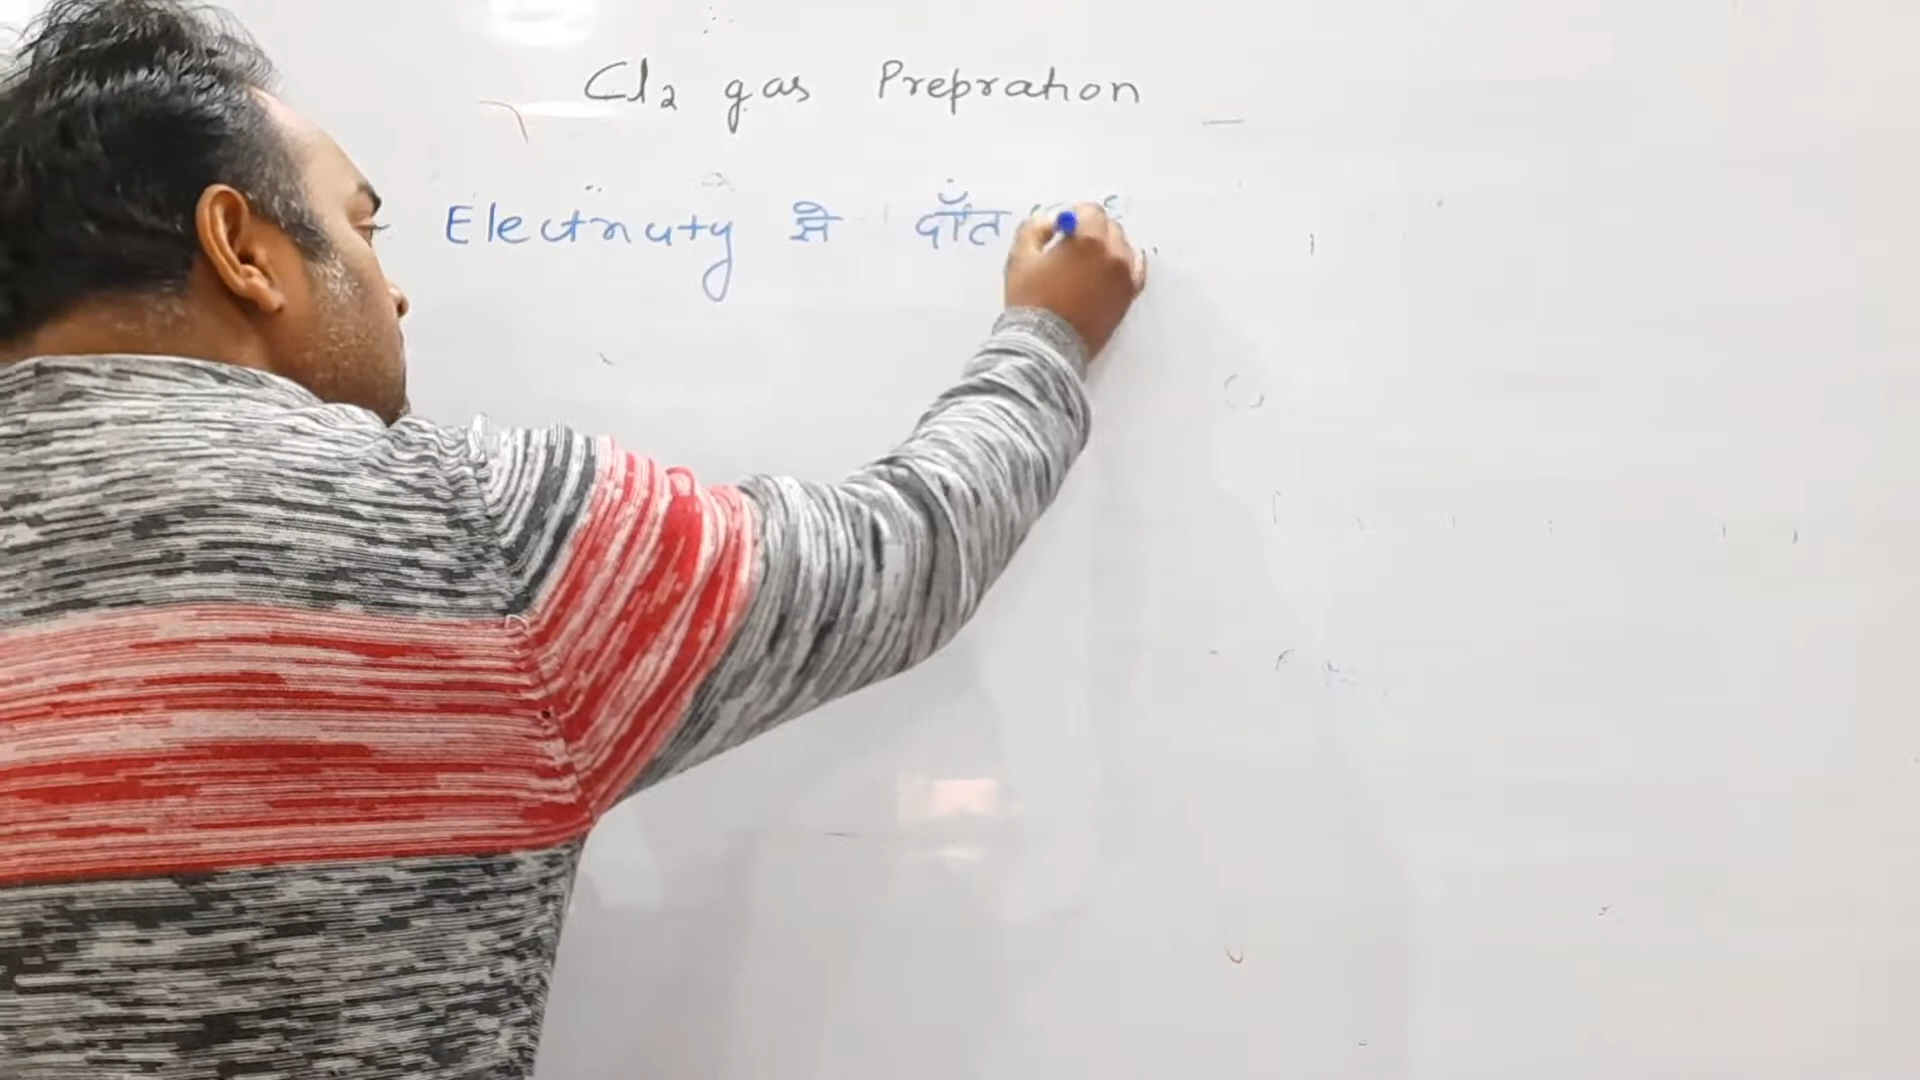 Cl₂ gas Prepration
Electricity से दाँत